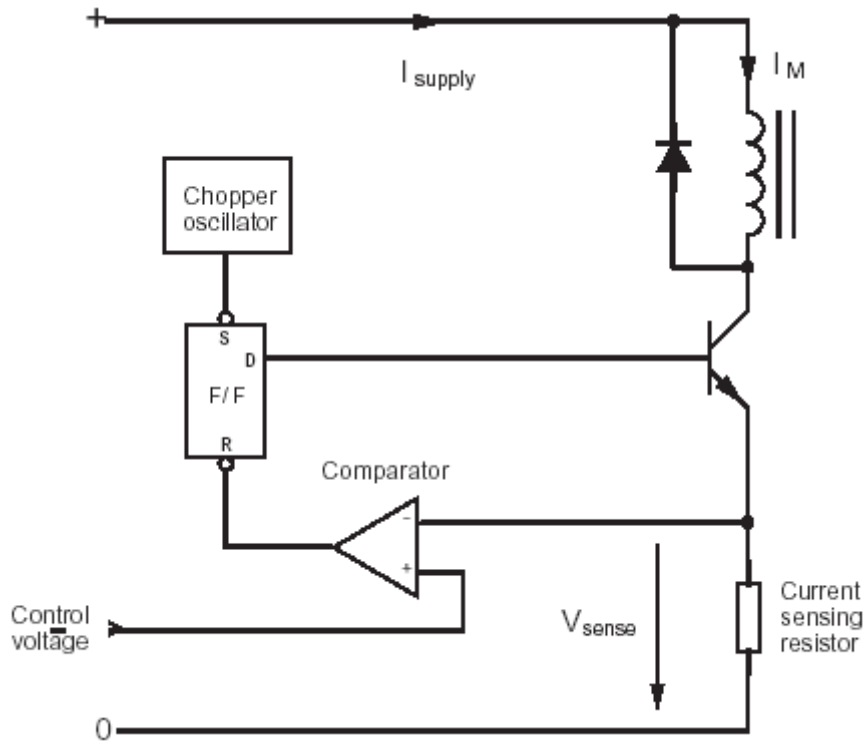 +
I supply
I M
Chopper
oscillator
S
D
F/F
R
Comparator
-
+
Control
voltage
V sense
Current
sensing
resistor
0